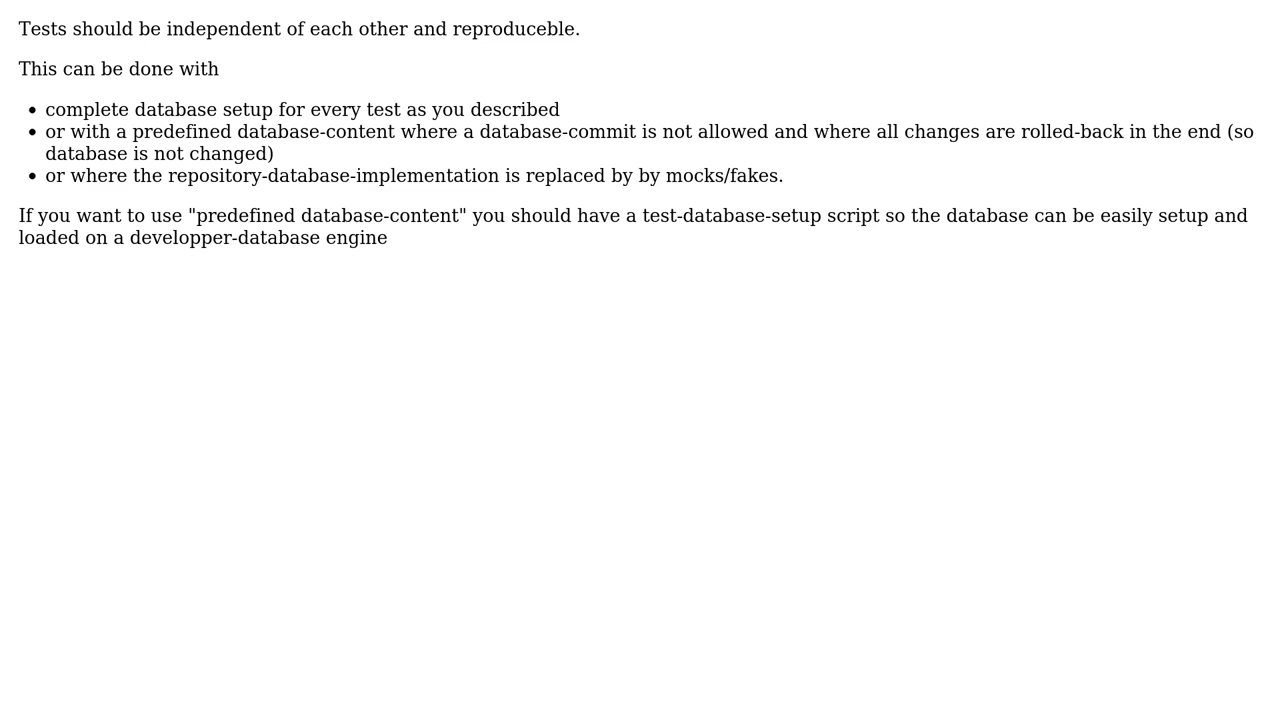 Tests should be independent of each other and reproduceble.
This can be done with
• complete database setup for every test as you described
• or with a predefined database-content where a database-commit is not allowed and where all changes are rolled-back in the end (so
database is not changed)
• or where the repository-database-implementation is replaced by by mocks/fakes.
If you want to use "predefined database-content" you should have a test-database-setup script so the database can be easily setup and
loaded on a developper-database engine